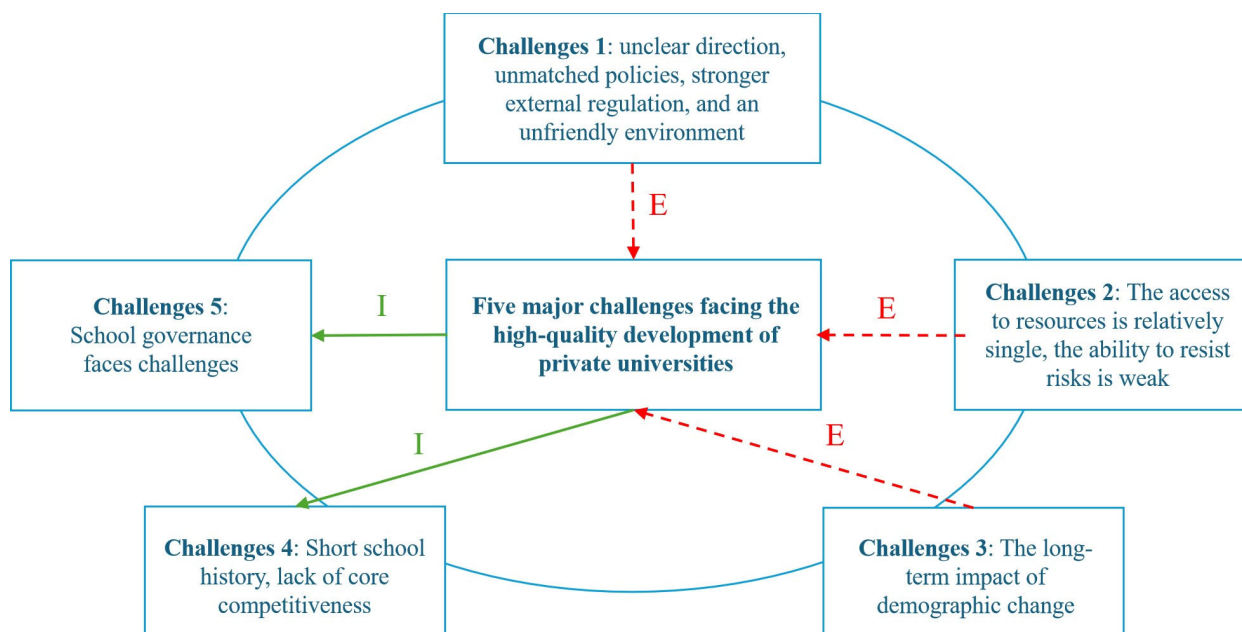 Challenges 1: unclear direction,
unmatched policies, stronger
external regulation, and an
unfriendly environment
E
Challenges 5:
School governance
faces challenges
I
Five major challenges facing the
high-quality development of
private universities
E
Challenges 2: The access
to resources is relatively
single, the ability to resist
risks is weak
I
E
Challenges 4: Short school
history, lack of core
competitiveness
Challenges 3: The long-
term impact of
demographic change